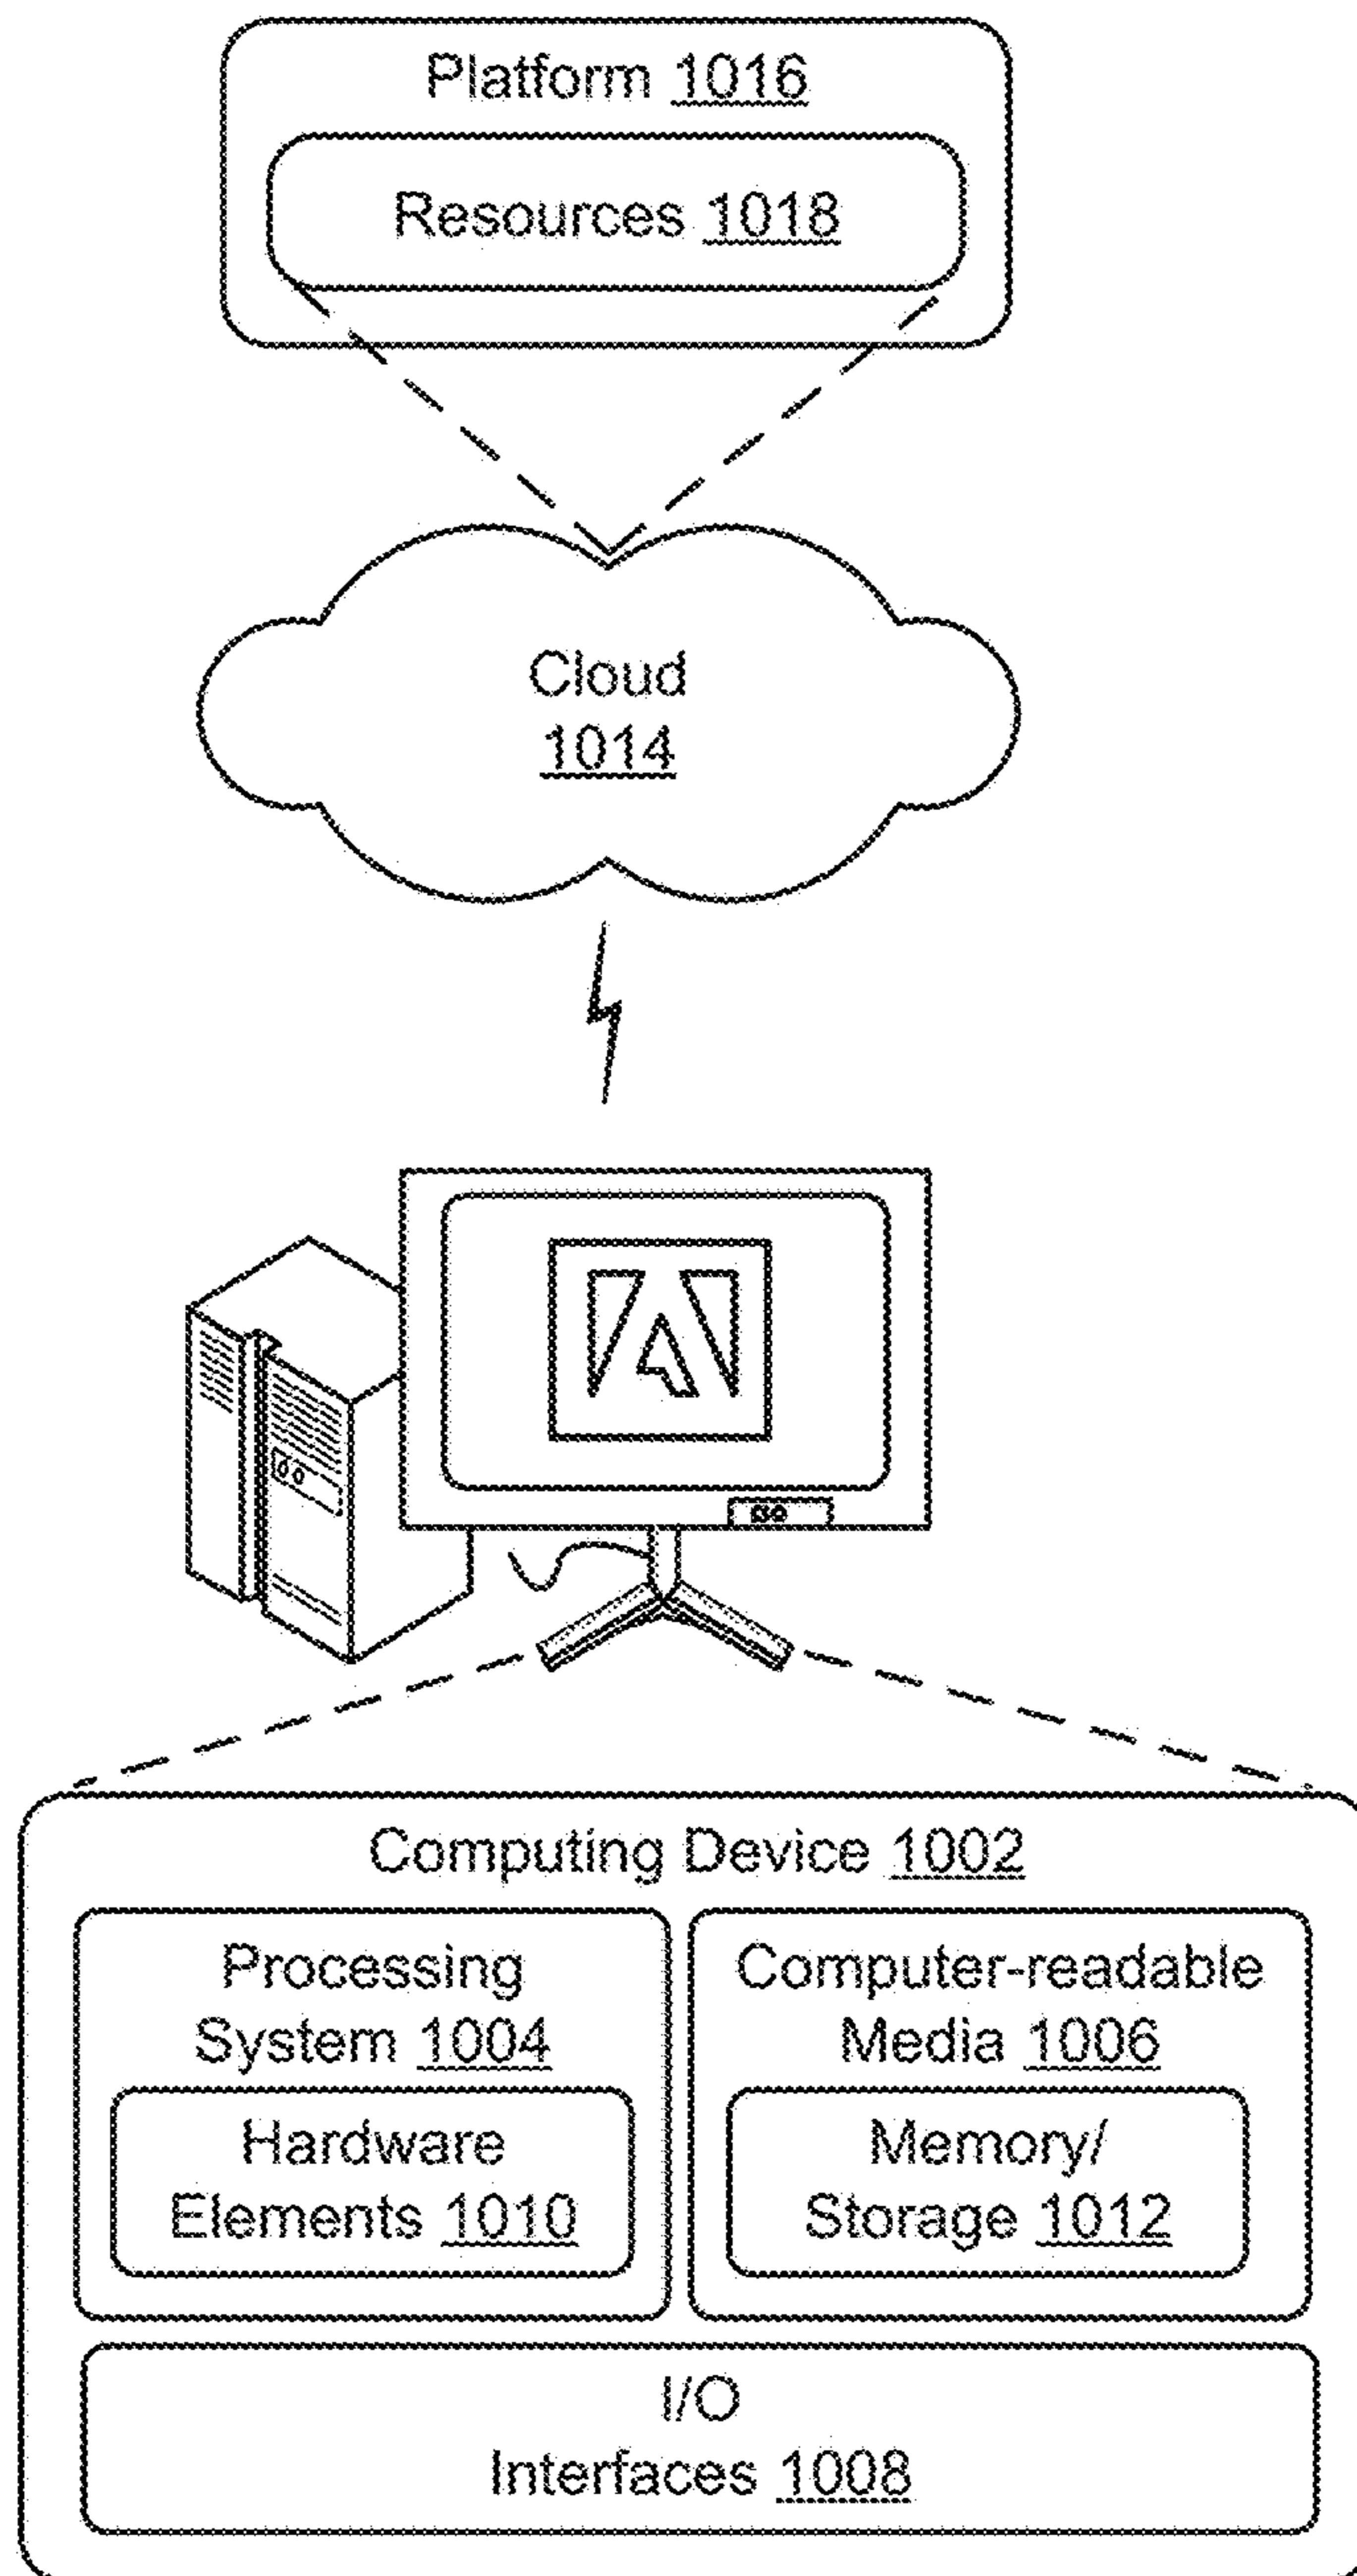 Platform 1016
Resources 1018
Cloud
1014
Computing Device 1002
Processing
System 1004
Hardware
Elements 1010
Computer-readable
Media 1006
Memory/
Storage 1012
I/O
Interfaces 1008